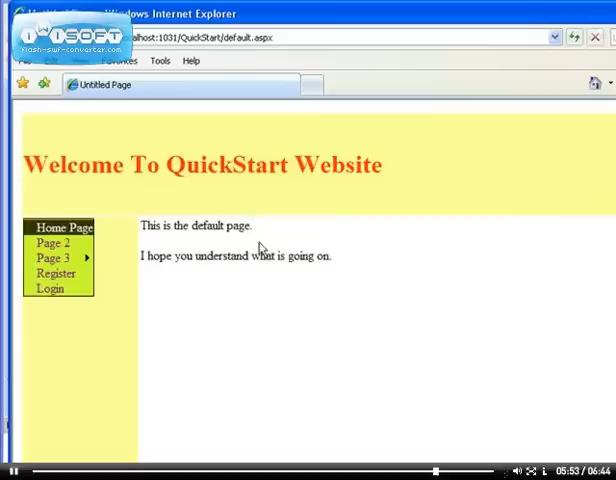 Windows Internet Explorer
iWiSOFT
flash-swf-converter.com
alhost:1031/QuickStart/default.aspx
Favorites Tools Help
Untitled Page
Welcome To QuickStart Website
Home Page
Page 2
Page 3
Register
Login
This is the default page.
I hope you understand what is going on.
05:53 / 06:44